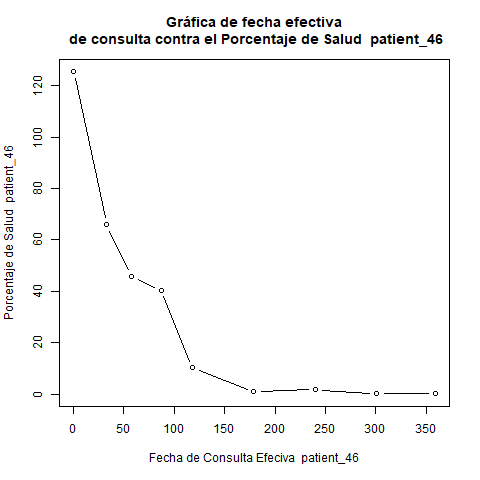 Gráfica de fecha efectiva
de consulta contra el Porcentaje de Salud patient_46
Porcentaje de Salud patient_46
120
100
80
60
40
20
0
0 50 100 150 200 250 300 350
Fecha de Consulta Efeciva patient_46